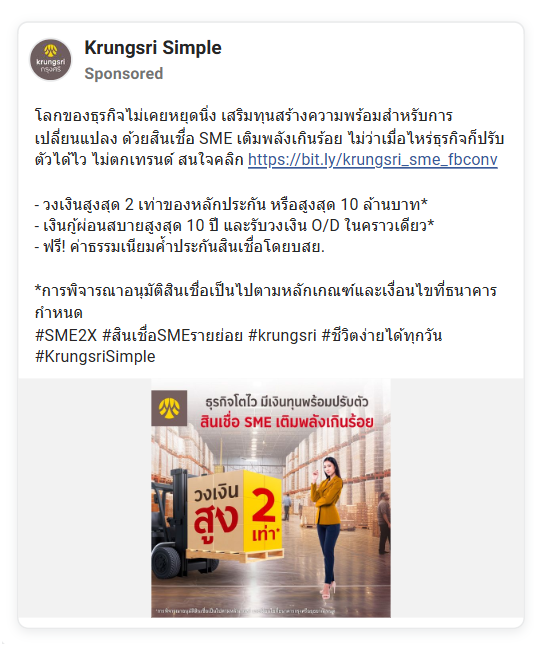 Krungsri Simple
Sponsored
krungsri
กรุงศรี
โลกของธุรกิจไม่เคยหยุดนิ่ง เสริมทุนสร้างความพร้อมสำหรับการ
เปลี่ยนแปลง ด้วยสินเชื่อ SME เติมพลังเกินร้อย ไม่ว่าเมื่อไหร่ธุรกิจก็ปรับ
ตัวได้ไว ไม่ตกเทรนด์ สนใจคลิก https://bit.ly/krungsri_sme_fbconv
- วงเงินสูงสุด 2 เท่าของหลักประกัน หรือสูงสุด 10 ล้านบาท*
- เงินกู้ผ่อนสบายสูงสุด 10 ปี และรับวงเงิน O/D ในคราวเดียว*
- ฟรี! ค่าธรรมเนียมค้ำประกันสินเชื่อโดยบสย.
*การพิจารณาอนุมัติสินเชื่อเป็นไปตามหลักเกณฑ์และเงื่อนไขที่ธนาคาร
กำหนด
#SME2X #สินเชื่อSMEรายย่อย #krungsri #ชีวิตง่ายได้ทุกวัน
#KrungsriSimple
ธุรกิจโตไว มีเงินทุนพร้อมปรับตัว
สินเชื่อ SME เติมพลังเกินร้อย
วงเงิน
สูง
2
เท่า*